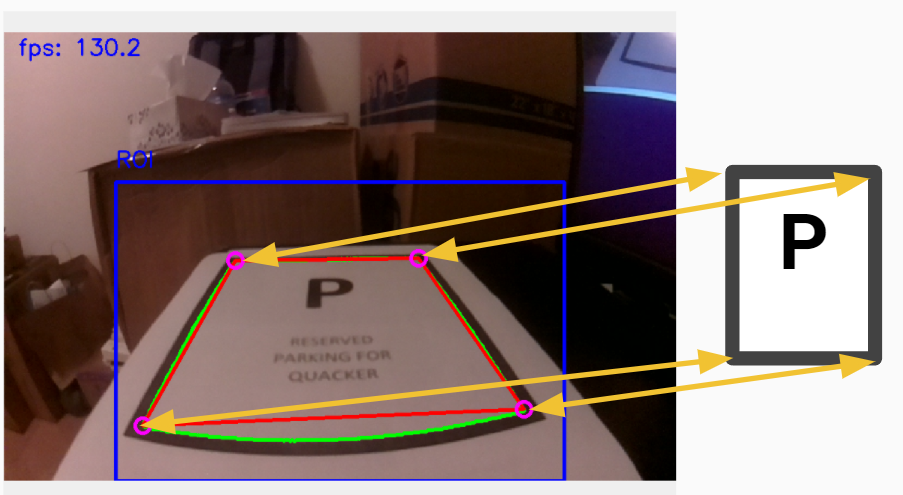 fps: 130.2
ROI
P
RESERVED
PARKING FOR
QUACKER
P